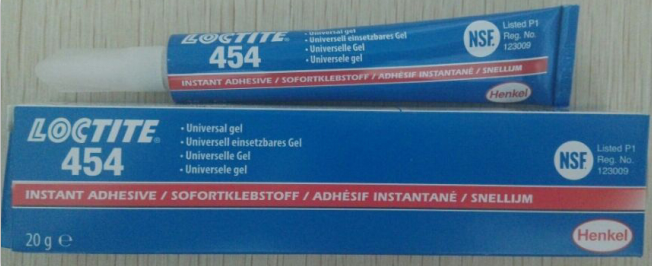 LOCTITE
454
• Universal gel
• Universell einsetzbares Gel
• Universelle Gel
• Universele gel
NSF.
Listed P1
Reg. No.
123009
INSTANT ADHESIVE / SOFORTKLEBSTOFF / ADHÉSIF INSTANTANÉ / SNELLIJM
Henkel
LOCTITE®
454
• Universal gel
• Universell einsetzbares Gel
• Universelle Gel
• Universele gel
NSF
Listed P1
Reg. No.
123009
INSTANT ADHESIVE / SOFORTKLEBSTOFF / ADHÈSIF INSTANTANÈ / SNELLIJM
20 g ℮
Henkel